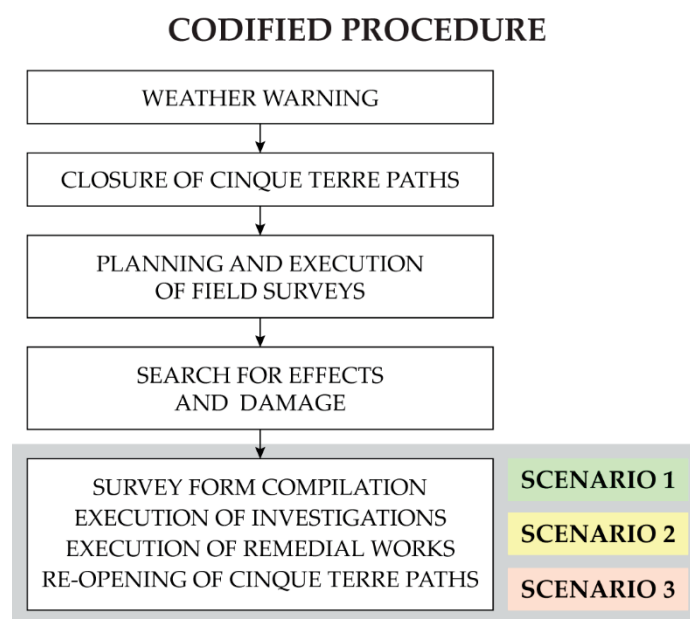 CODIFIED PROCEDURE
WEATHER WARNING
CLOSURE OF CINQUE TERRE PATHS
PLANNING AND EXECUTION
OF FIELD SURVEYS
SEARCH FOR EFFECTS
AND DAMAGE
SURVEY FORM COMPILATION
EXECUTION OF INVESTIGATIONS
EXECUTION OF REMEDIAL WORKS
RE-OPENING OF CINQUE TERRE PATHS
SCENARIO 1
SCENARIO 2
SCENARIO 3